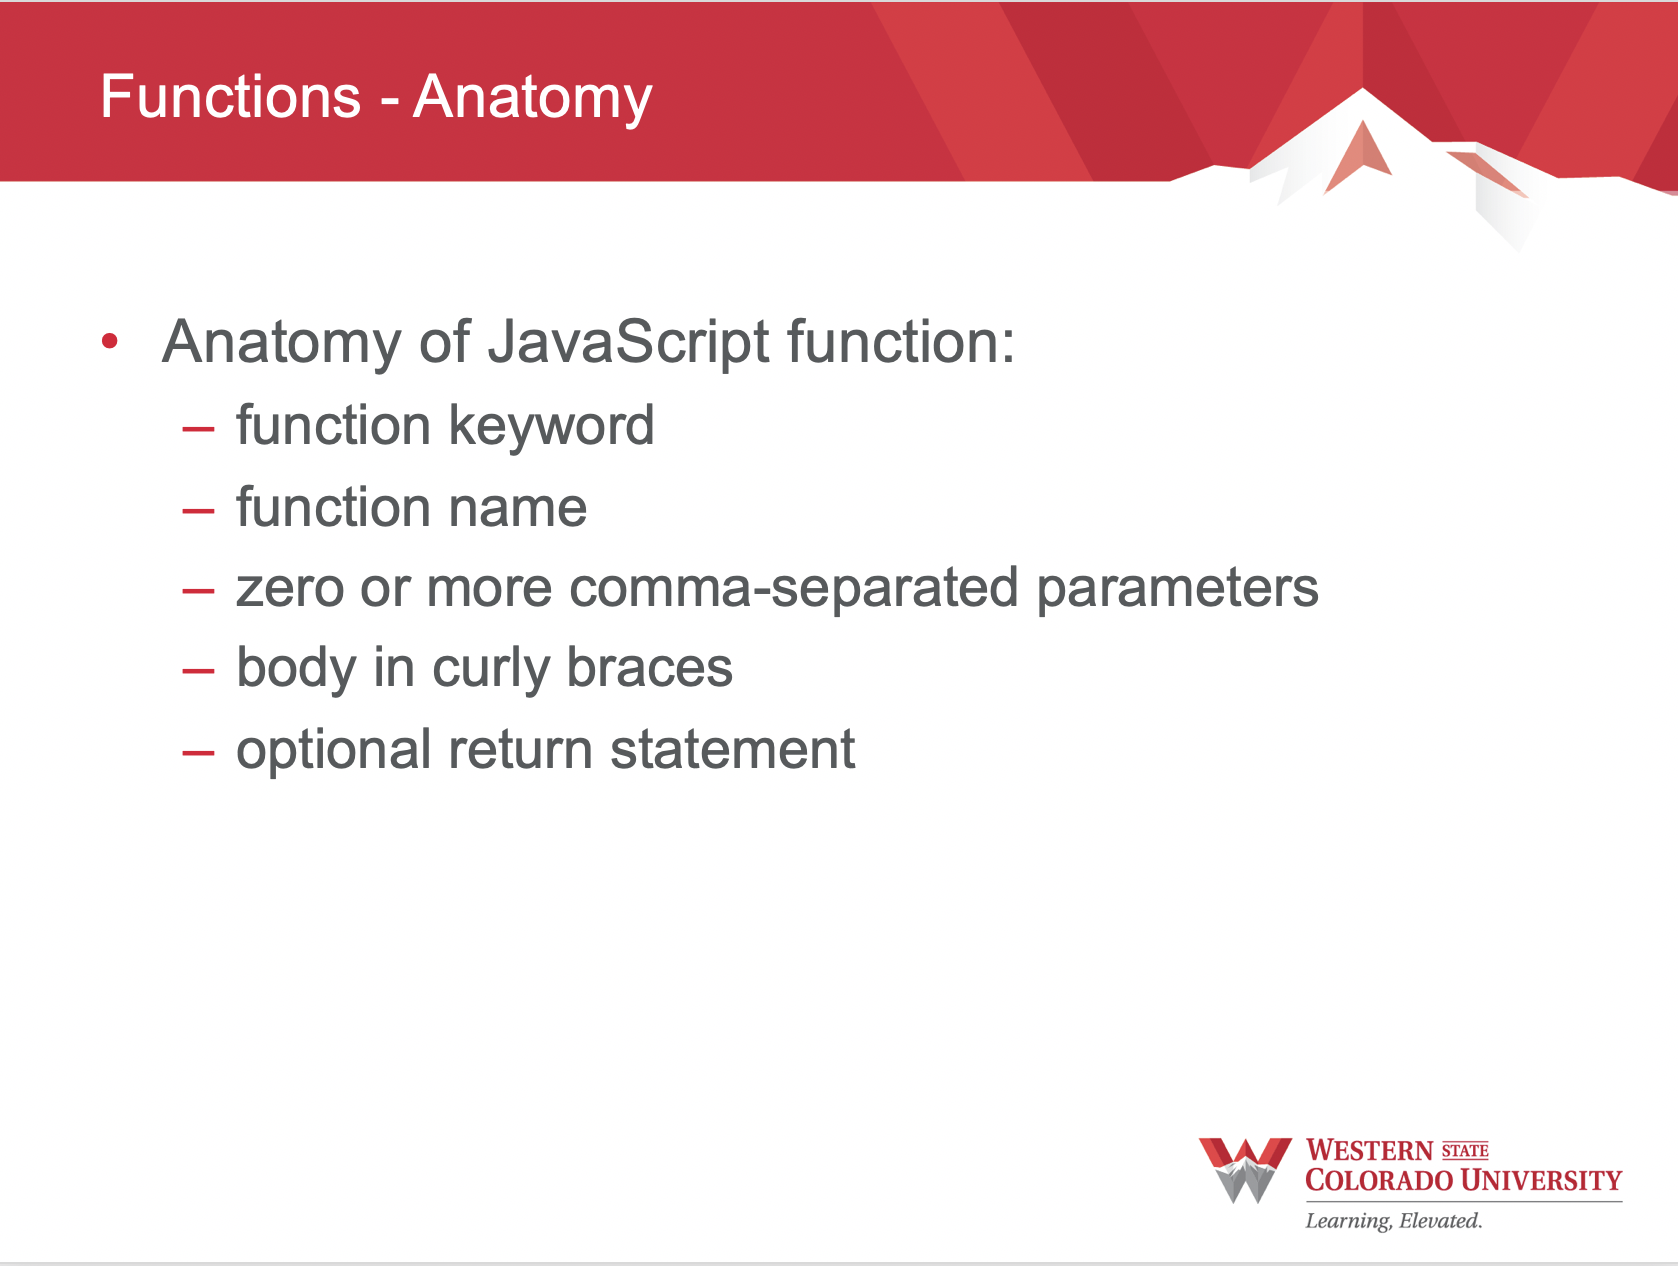 Functions - Anatomy
• Anatomy of JavaScript function:
– function keyword
– function name
– zero or more comma-separated parameters
– body in curly braces
– optional return statement
WESTERN STATE
COLORADO UNIVERSITY
Learning, Elevated.